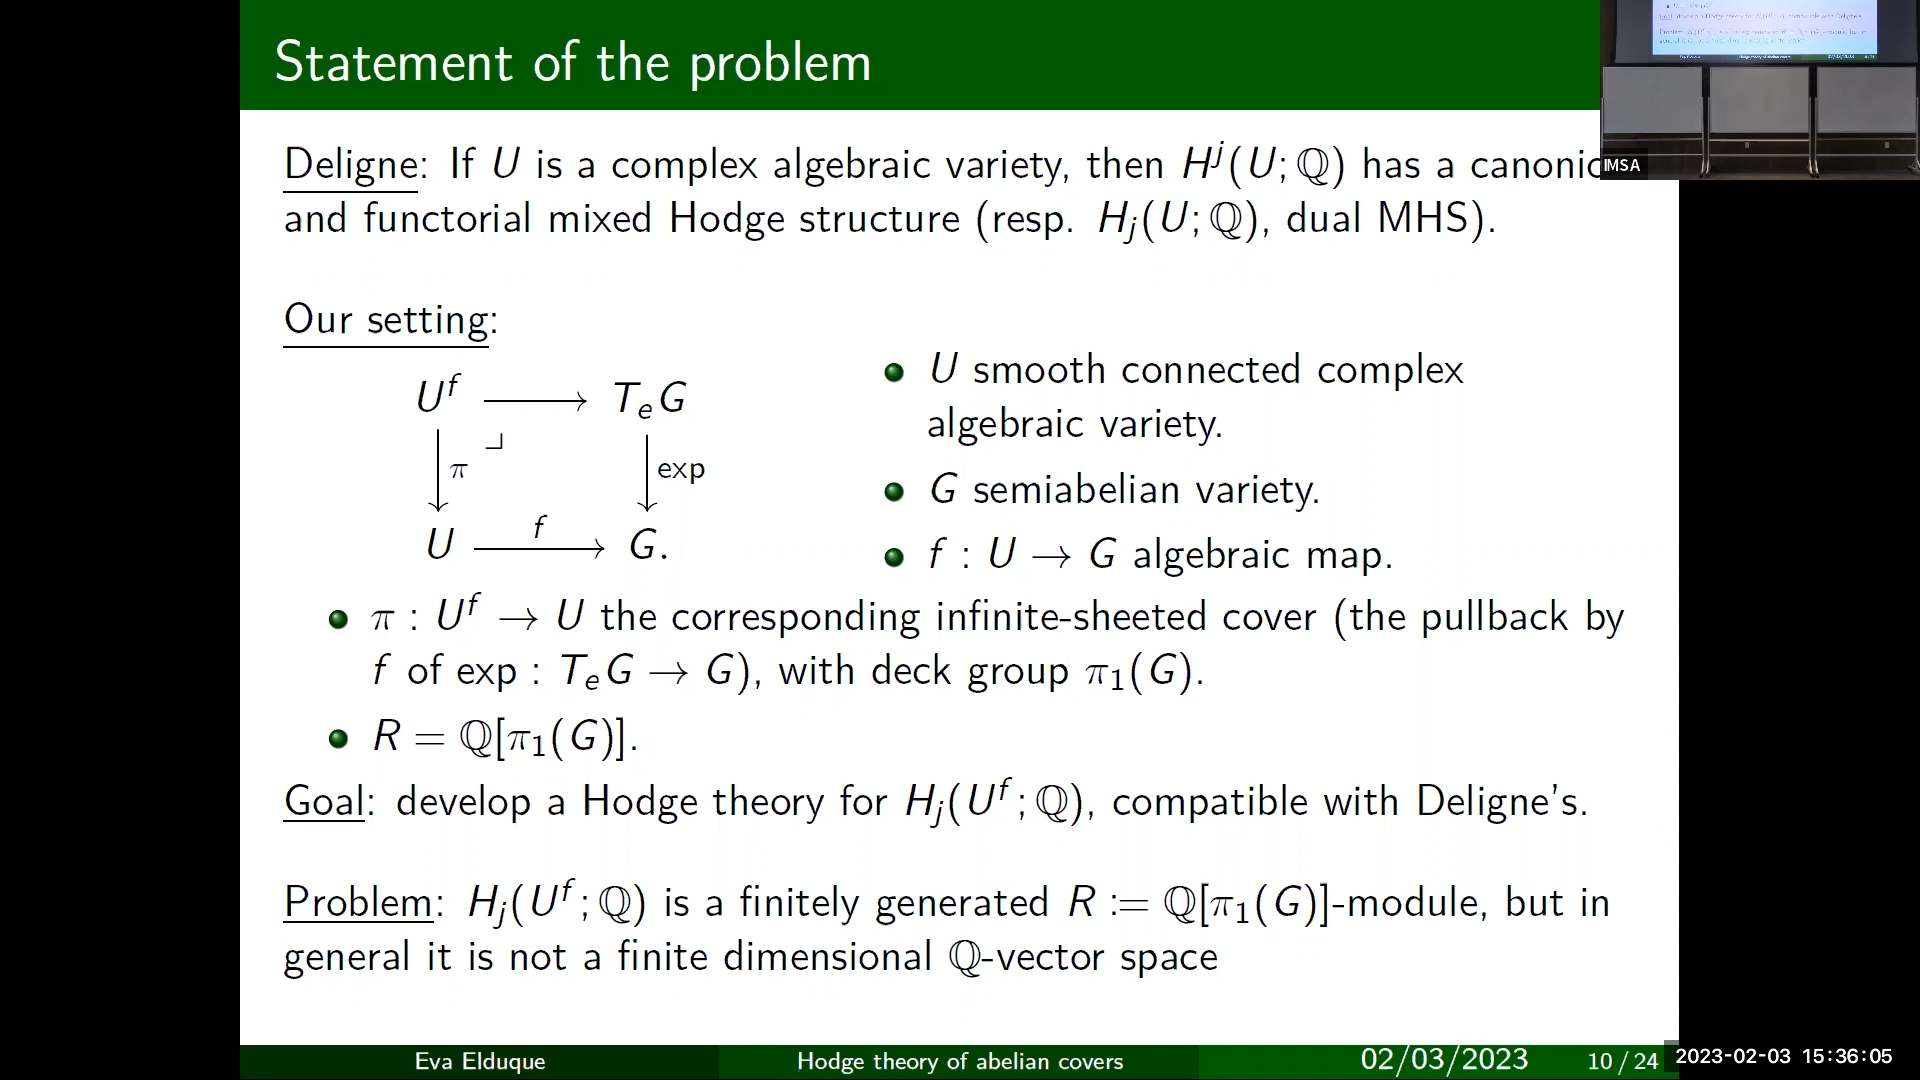 Statement of the problem
Deligne: If U is a complex algebraic variety, then H^j(U; ℚ) has a canonic
and functorial mixed Hodge structure (resp. H_j(U; ℚ), dual MHS).
Our setting:
U^f ⟶ T_eG
π exp
U ⟶ G.
f
• U smooth connected complex
algebraic variety.
• G semiabelian variety.
• f : U → G algebraic map.
• π : U^f → U the corresponding infinite-sheeted cover (the pullback by
f of exp : T_eG → G), with deck group π_1(G).
• R = ℚ[π_1(G)].
Goal: develop a Hodge theory for H_j(U^f; ℚ), compatible with Deligne's.
Problem: H_j(U^f; ℚ) is a finitely generated R := ℚ[π_1(G)]-module, but in
general it is not a finite dimensional ℚ-vector space
Eva Elduque Hodge theory of abelian covers 02/03/2023 10 / 24
IMSA
2023-02-03 15:36:05